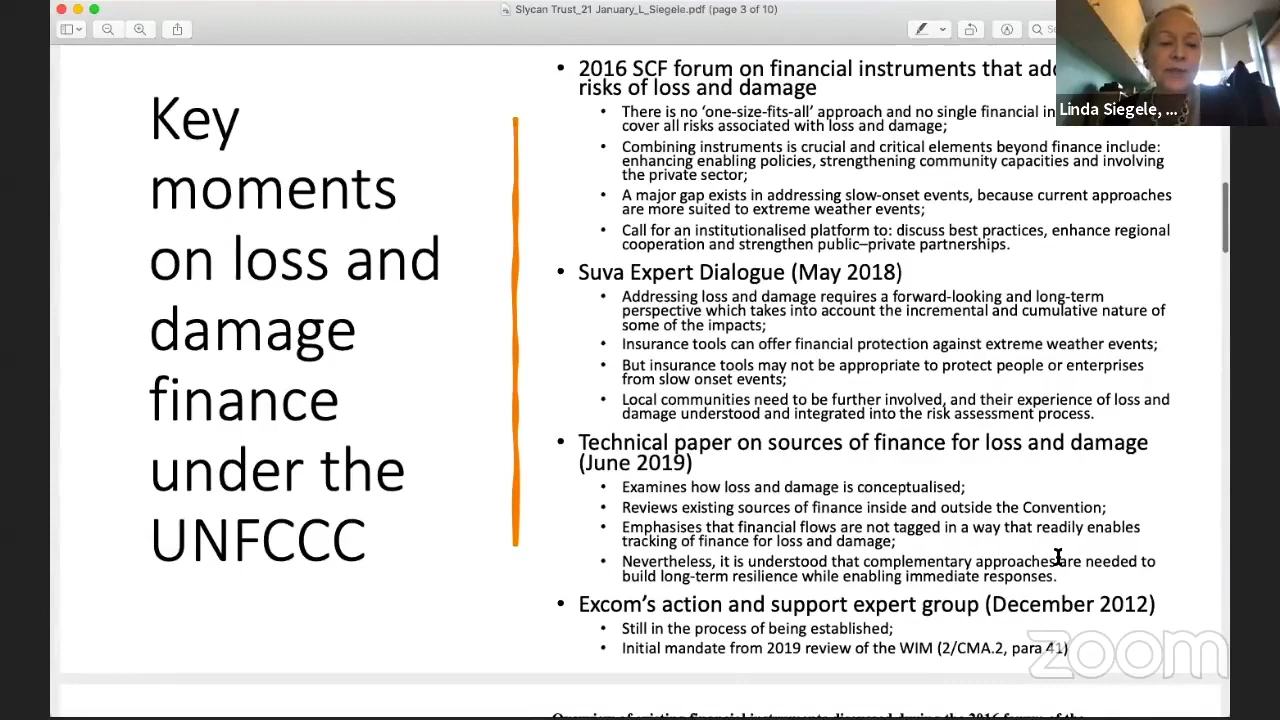 Slycan Trust_21 January_L_Siegele.pdf (page 3 of 10)
Linda Siegele, ...
Key
moments
on loss and
damage
finance
under the
UNFCCC
• 2016 SCF forum on financial instruments that
risks of loss and damage
• There is no ‘one-size-fits-all’ approach and no single financial
cover all risks associated with loss and damage;
• Combining instruments is crucial and critical elements beyond finance include:
enhancing enabling policies, strengthening community capacities and involving
the private sector;
• A major gap exists in addressing slow-onset events, because current approaches
are more suited to extreme weather events;
• Call for an institutionalised platform to: discuss best practices, enhance regional
cooperation and strengthen public–private partnerships.
• Suva Expert Dialogue (May 2018)
• Addressing loss and damage requires a forward-looking and long-term
perspective which takes into account the incremental and cumulative nature of
some of the impacts;
• Insurance tools can offer financial protection against extreme weather events;
• But insurance tools may not be appropriate to protect people or enterprises
from slow onset events;
• Local communities need to be further involved, and their experience of loss and
damage understood and integrated into the risk assessment process.
• Technical paper on sources of finance for loss and damage
(June 2019)
• Examines how loss and damage is conceptualised;
• Reviews existing sources of finance inside and outside the Convention;
• Emphasises that financial flows are not tagged in a way that readily enables
tracking of finance for loss and damage;
• Nevertheless, it is understood that complementary approaches are needed to
build long-term resilience while enabling immediate responses.
• Excom’s action and support expert group (December 2012)
• Still in the process of being established;
• Initial mandate from 2019 review of the WIM (2/CMA.2, para 41)
zoom